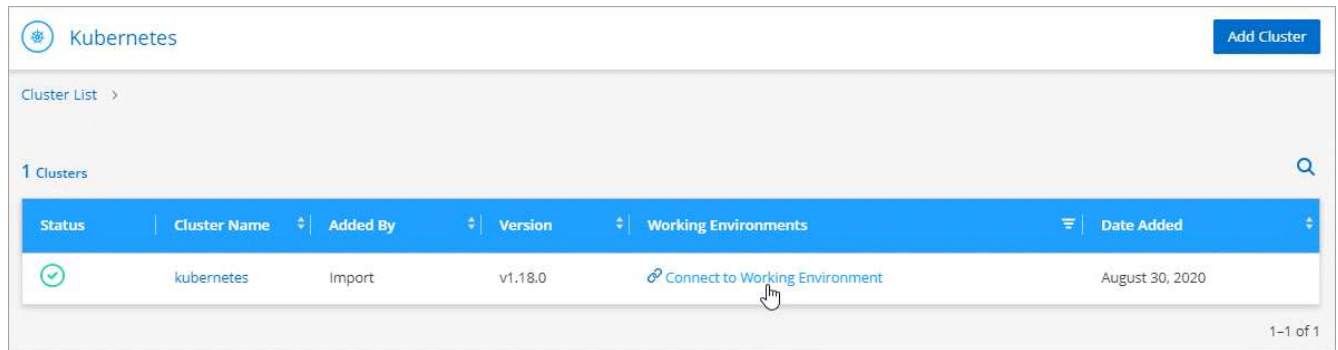 Kubernetes
Add Cluster
Cluster List >
1 Clusters
Status Cluster Name Added By Version Working Environments Date Added
kubernetes Import v1.18.0 Connect to Working Environment August 30, 2020
1–1 of 1